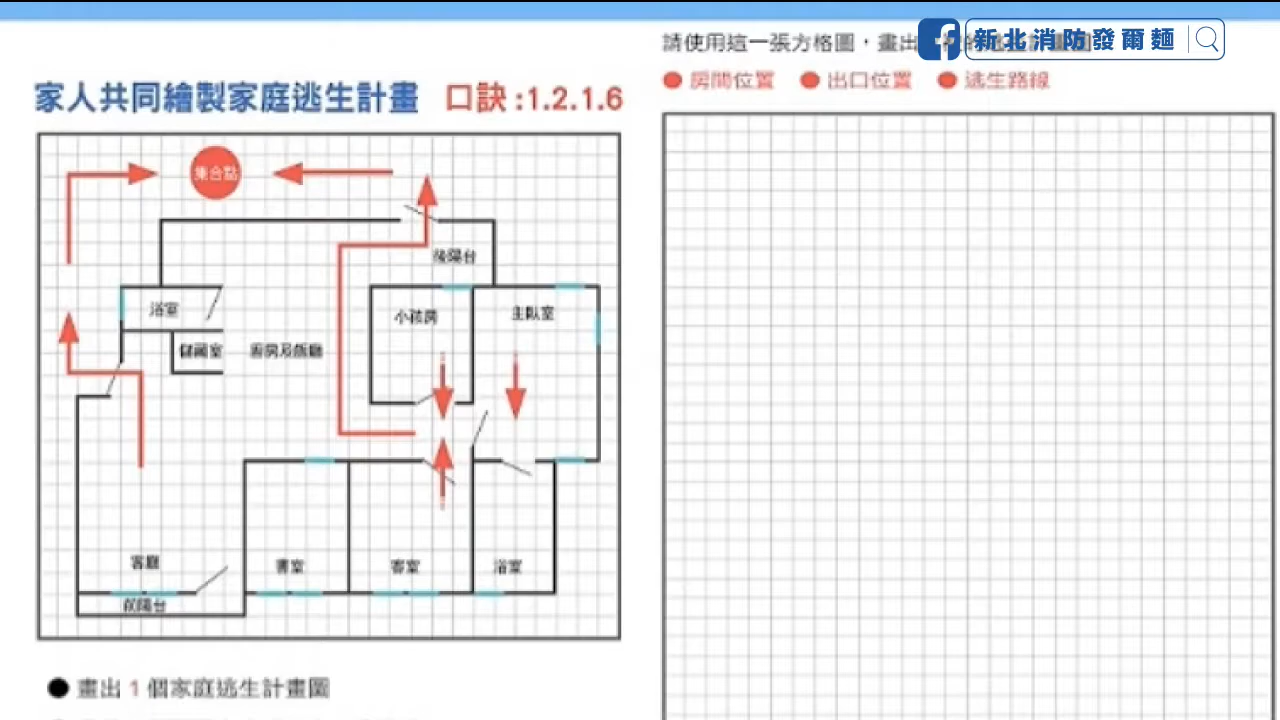 新北消防發爾麵
請使用這一張方格圖，畫出
房間位置 出口位置 逃生路線
家人共同繪製家庭逃生計畫 口訣:1.2.1.6
集合點
後陽台
浴室
小孩房
主臥室
儲藏室
廚房及飯廳
客廳
書室
客室
浴室
前陽台
畫出1個家庭逃生計畫圖